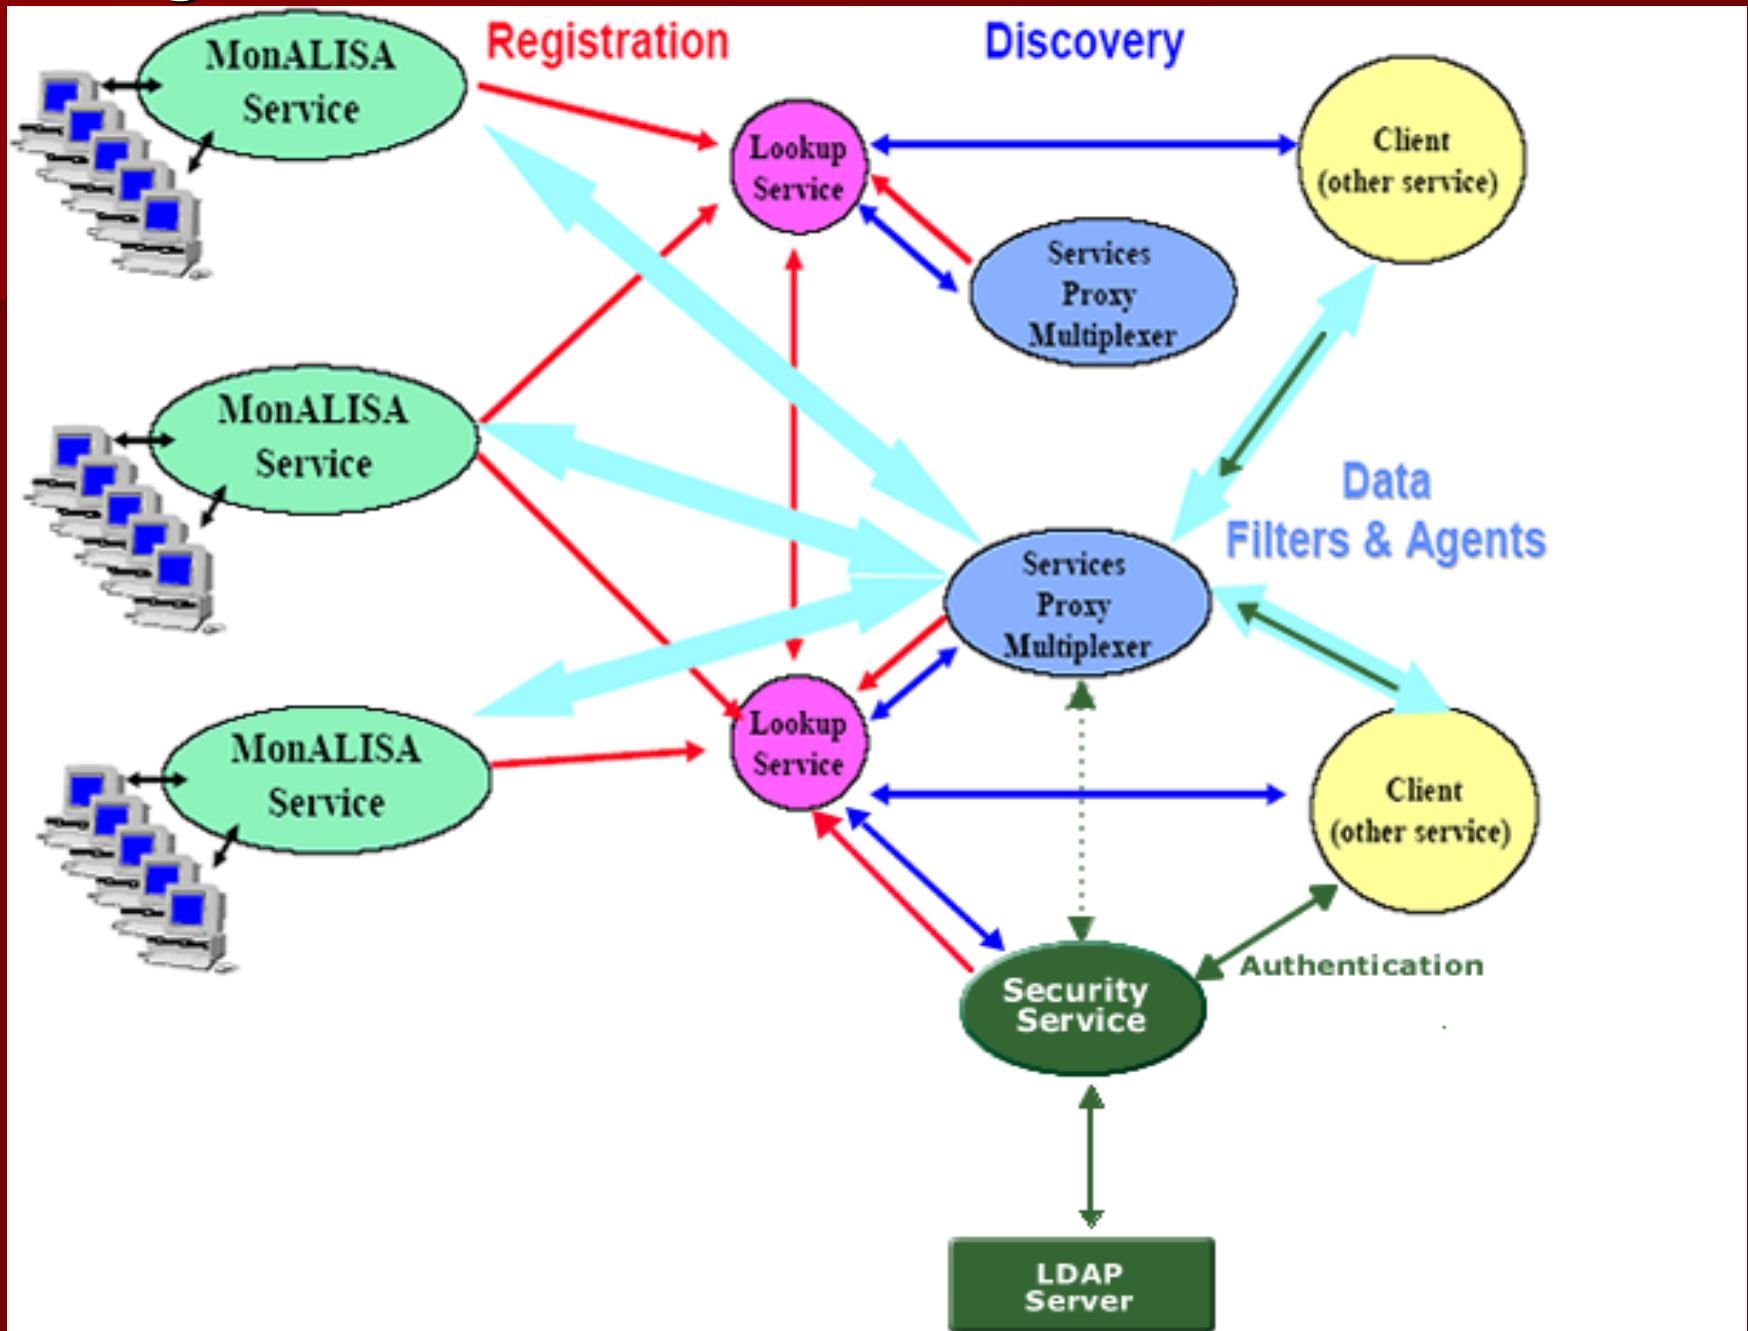 MonALISA
Service
Registration
Discovery
Lookup
Service
Client
(other service)
Services
Proxy
Multiplexer
MonALISA
Service
Data
Filters & Agents
Services
Proxy
Multiplexer
MonALISA
Service
Lookup
Service
Client
(other service)
Authentication
Security
Service
LDAP
Server